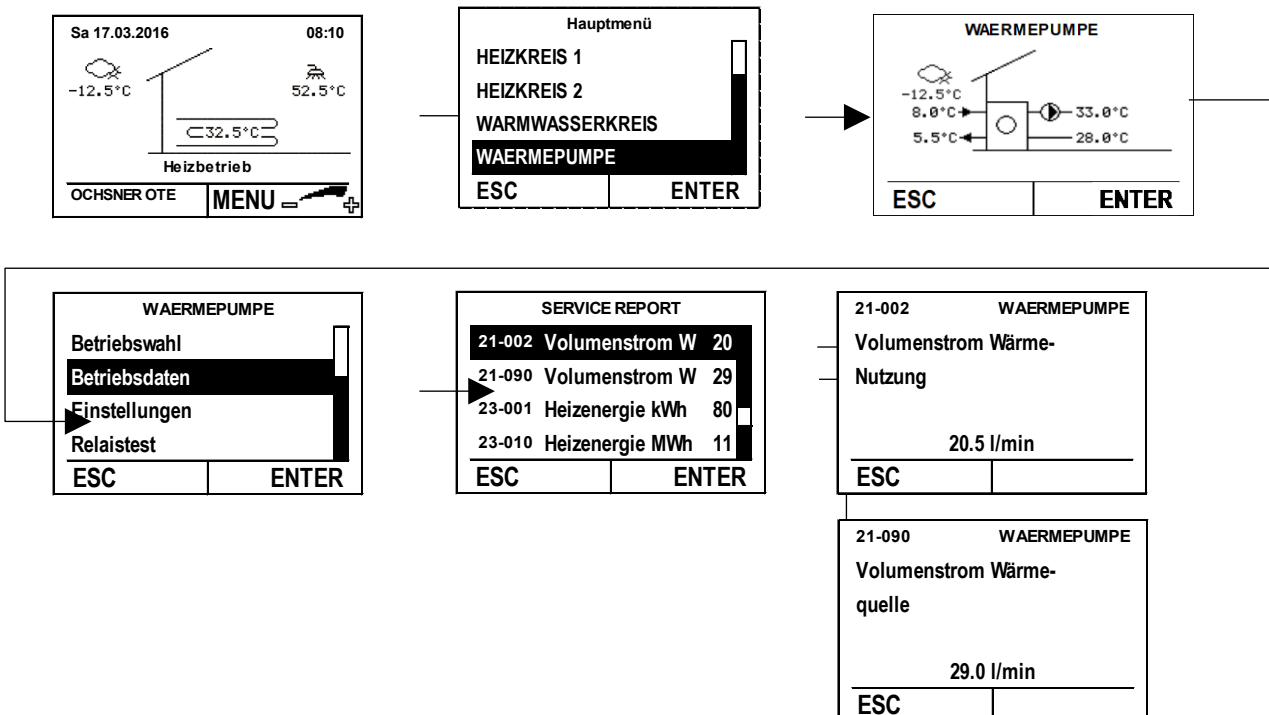 Sa 17.03.2016 08:10
-12.5°C 52.5°C
32.5°C
Heizbetrieb
OCHSNER OTE MENU
Hauptmenü
HEIZKREIS 1
HEIZKREIS 2
WARMWASSERKREIS
WAERMEPUMPE
ESC ENTER
WAERMEPUMPE
-12.5°C
8.0°C 33.0°C
5.5°C 28.0°C
ESC ENTER
WAERMEPUMPE
Betriebswahl
Betriebsdaten
Einstellungen
Relaistest
ESC ENTER
SERVICE REPORT
21-002 Volumenstrom W 20
21-090 Volumenstrom W 29
23-001 Heizenergie kWh 80
23-010 Heizenergie MWh 11
ESC ENTER
21-002 WAERMEPUMPE
Volumenstrom Wärme-
Nutzung
20.5 l/min
ESC
21-090 WAERMEPUMPE
Volumenstrom Wärme-
quelle
29.0 l/min
ESC